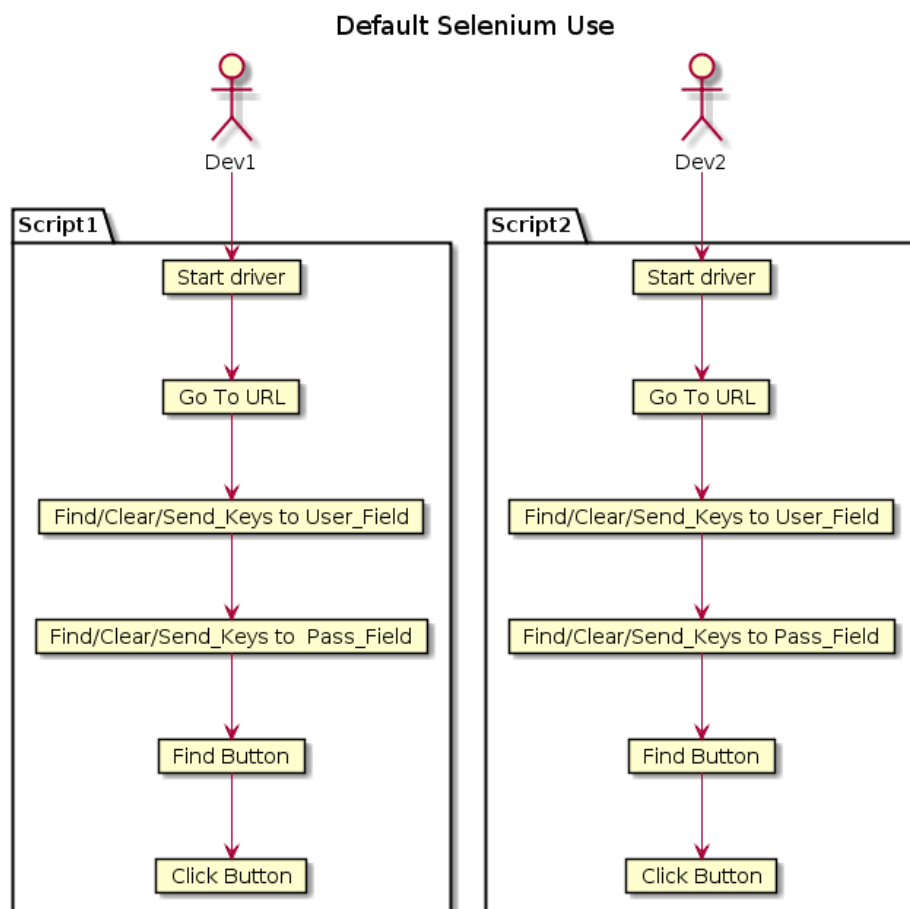 Default Selenium Use
Dev1
Dev2
Script1
Start driver
Go To URL
Find/Clear/Send_Keys to User_Field
Find/Clear/Send_Keys to  Pass_Field
Find Button
Click Button
Script2
Start driver
Go To URL
Find/Clear/Send_Keys to User_Field
Find/Clear/Send_Keys to Pass_Field
Find Button
Click Button